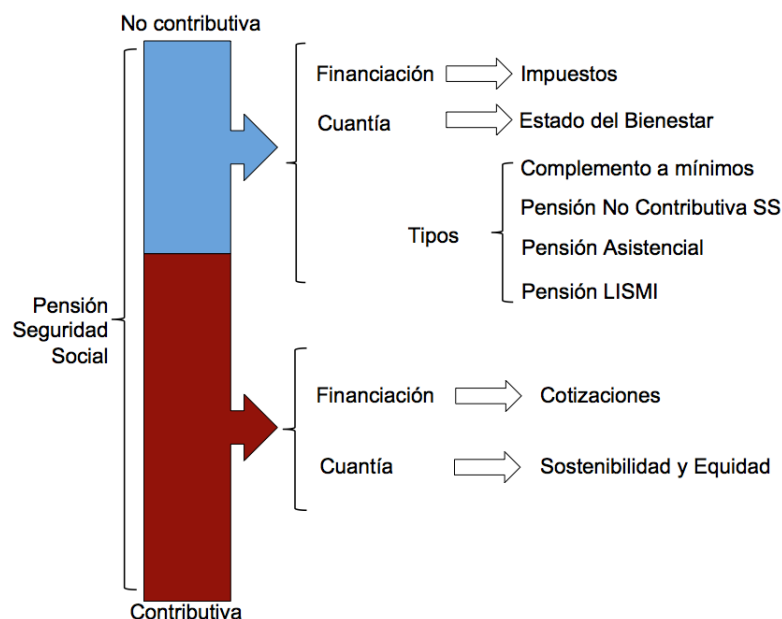 No contributiva
Financiación
Impuestos
Cuantía
Estado del Bienestar
Tipos
Complemento a mínimos
Pensión No Contributiva SS
Pensión Asistencial
Pensión LISMI
Pensión
Seguridad
Social
Financiación
Cotizaciones
Cuantía
Sostenibilidad y Equidad
Contributiva